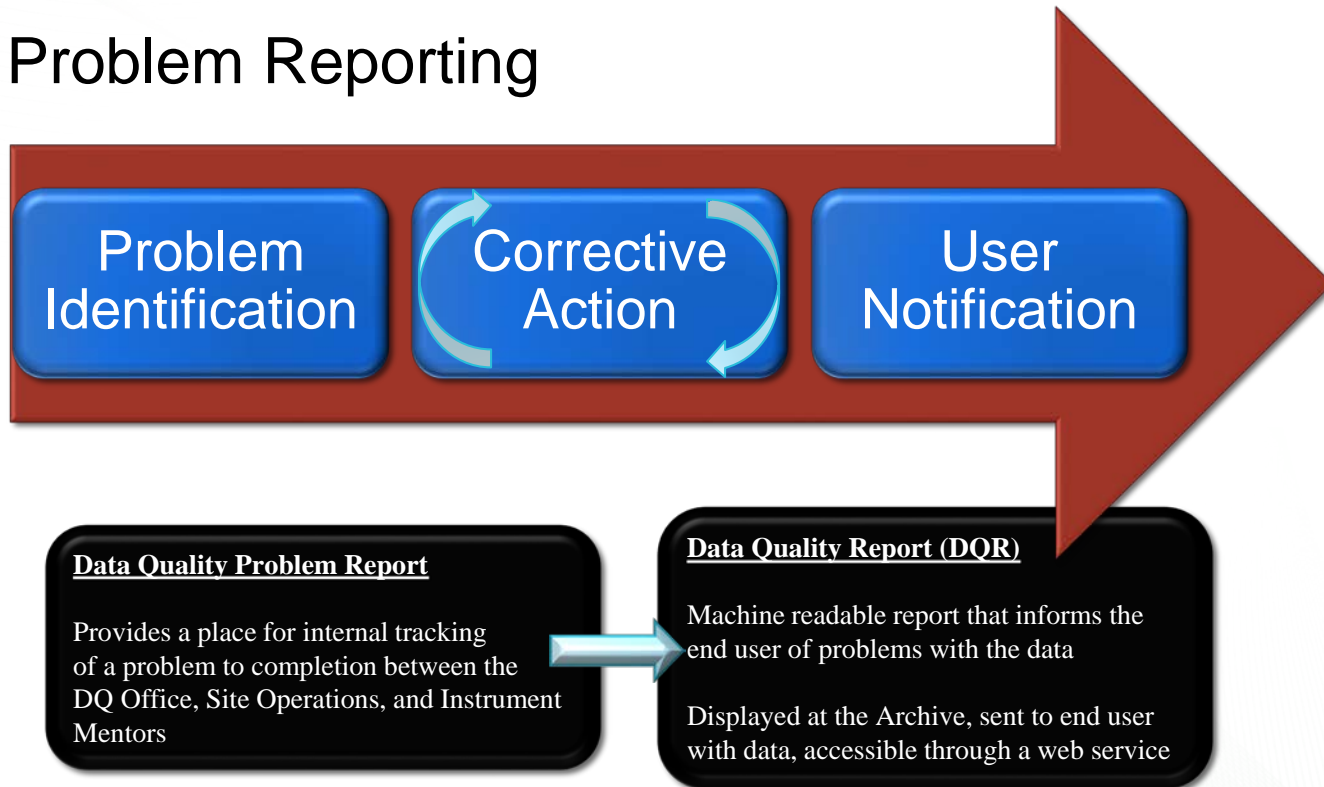 Problem Reporting
Problem
Identification
Corrective
Action
User
Notification
Data Quality Problem Report
Provides a place for internal tracking
of a problem to completion between the
DQ Office, Site Operations, and Instrument
Mentors
Data Quality Report (DQR)
Machine readable report that informs the
end user of problems with the data
Displayed at the Archive, sent to end user
with data, accessible through a web service